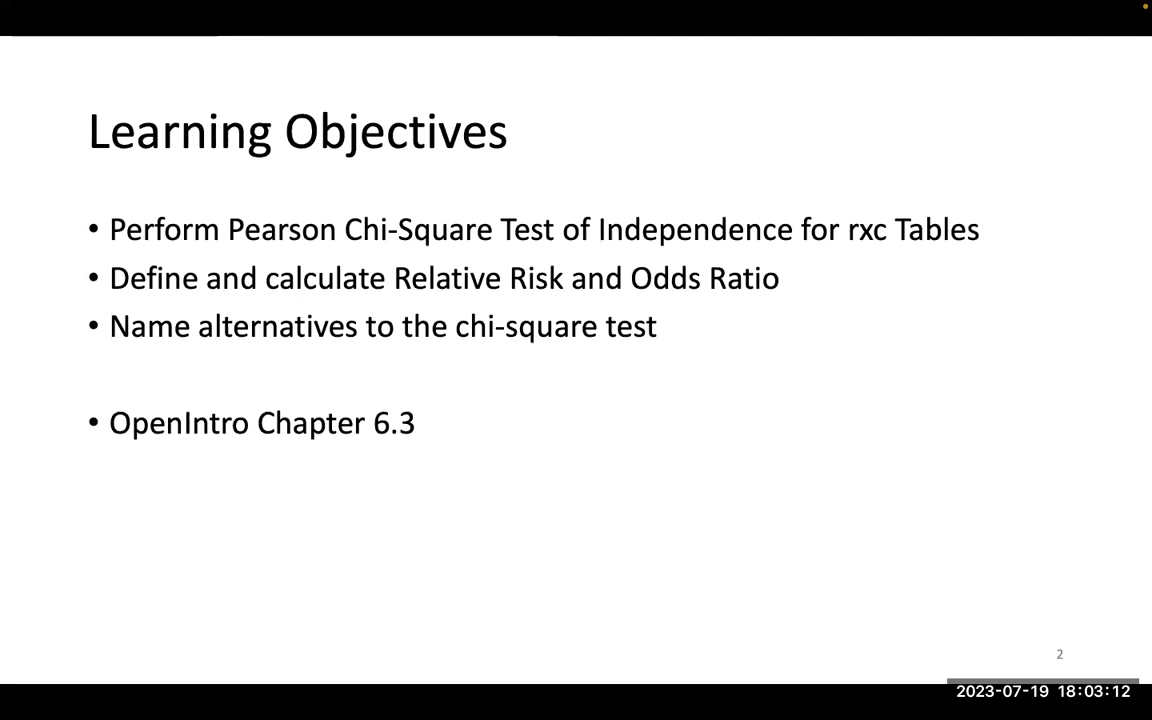 Learning Objectives
• Perform Pearson Chi-Square Test of Independence for rxc Tables
• Define and calculate Relative Risk and Odds Ratio
• Name alternatives to the chi-square test
• OpenIntro Chapter 6.3
2
2023-07-19 18:03:12